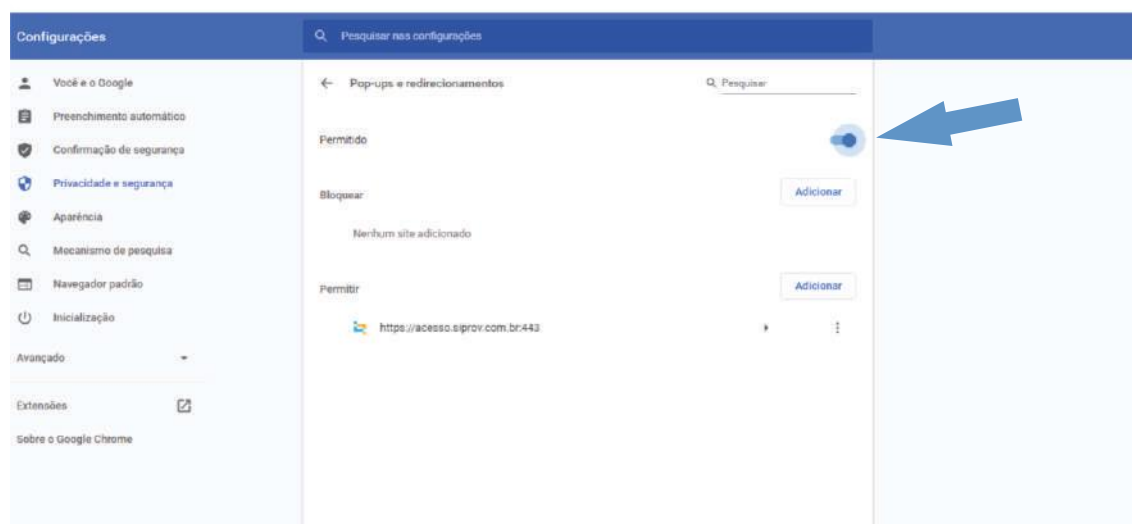 Configurações
Pesquisar nas configurações
Você e o Google
Preenchimento automático
Confirmação de segurança
Privacidade e segurança
Aparência
Mecanismo de pesquisa
Navegador padrão
Inicialização
Avançado
Extensões
Sobre o Google Chrome
Pop-ups e redirecionamentos
Pesquisar
Permitido
Bloquear
Adicionar
Nenhum site adicionado
Permitir
Adicionar
https://acesso.siprov.com.br:443